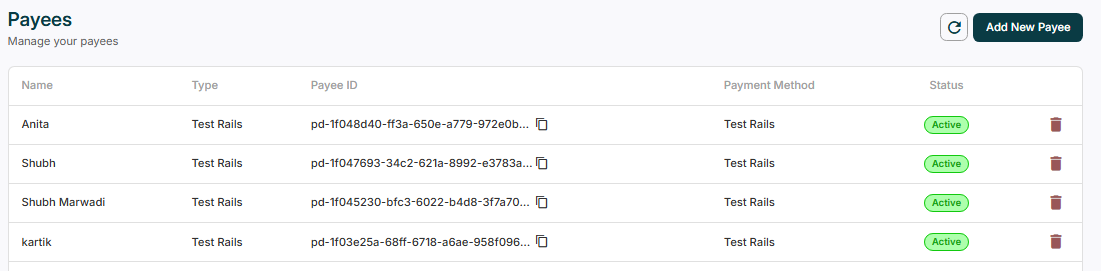 Payees
Manage your payees
Add New Payee
Name Type Payee ID Payment Method Status
Anita Test Rails pd-1f048d40-ff3a-650e-a779-972e0b... Test Rails Active
Shubh Test Rails pd-1f047693-34c2-621a-8992-e3783a... Test Rails Active
Shubh Marwadi Test Rails pd-1f045230-bfc3-6022-b4d8-3f7a70... Test Rails Active
kartik Test Rails pd-1f03e25a-68ff-6718-a6ae-958f096... Test Rails Active